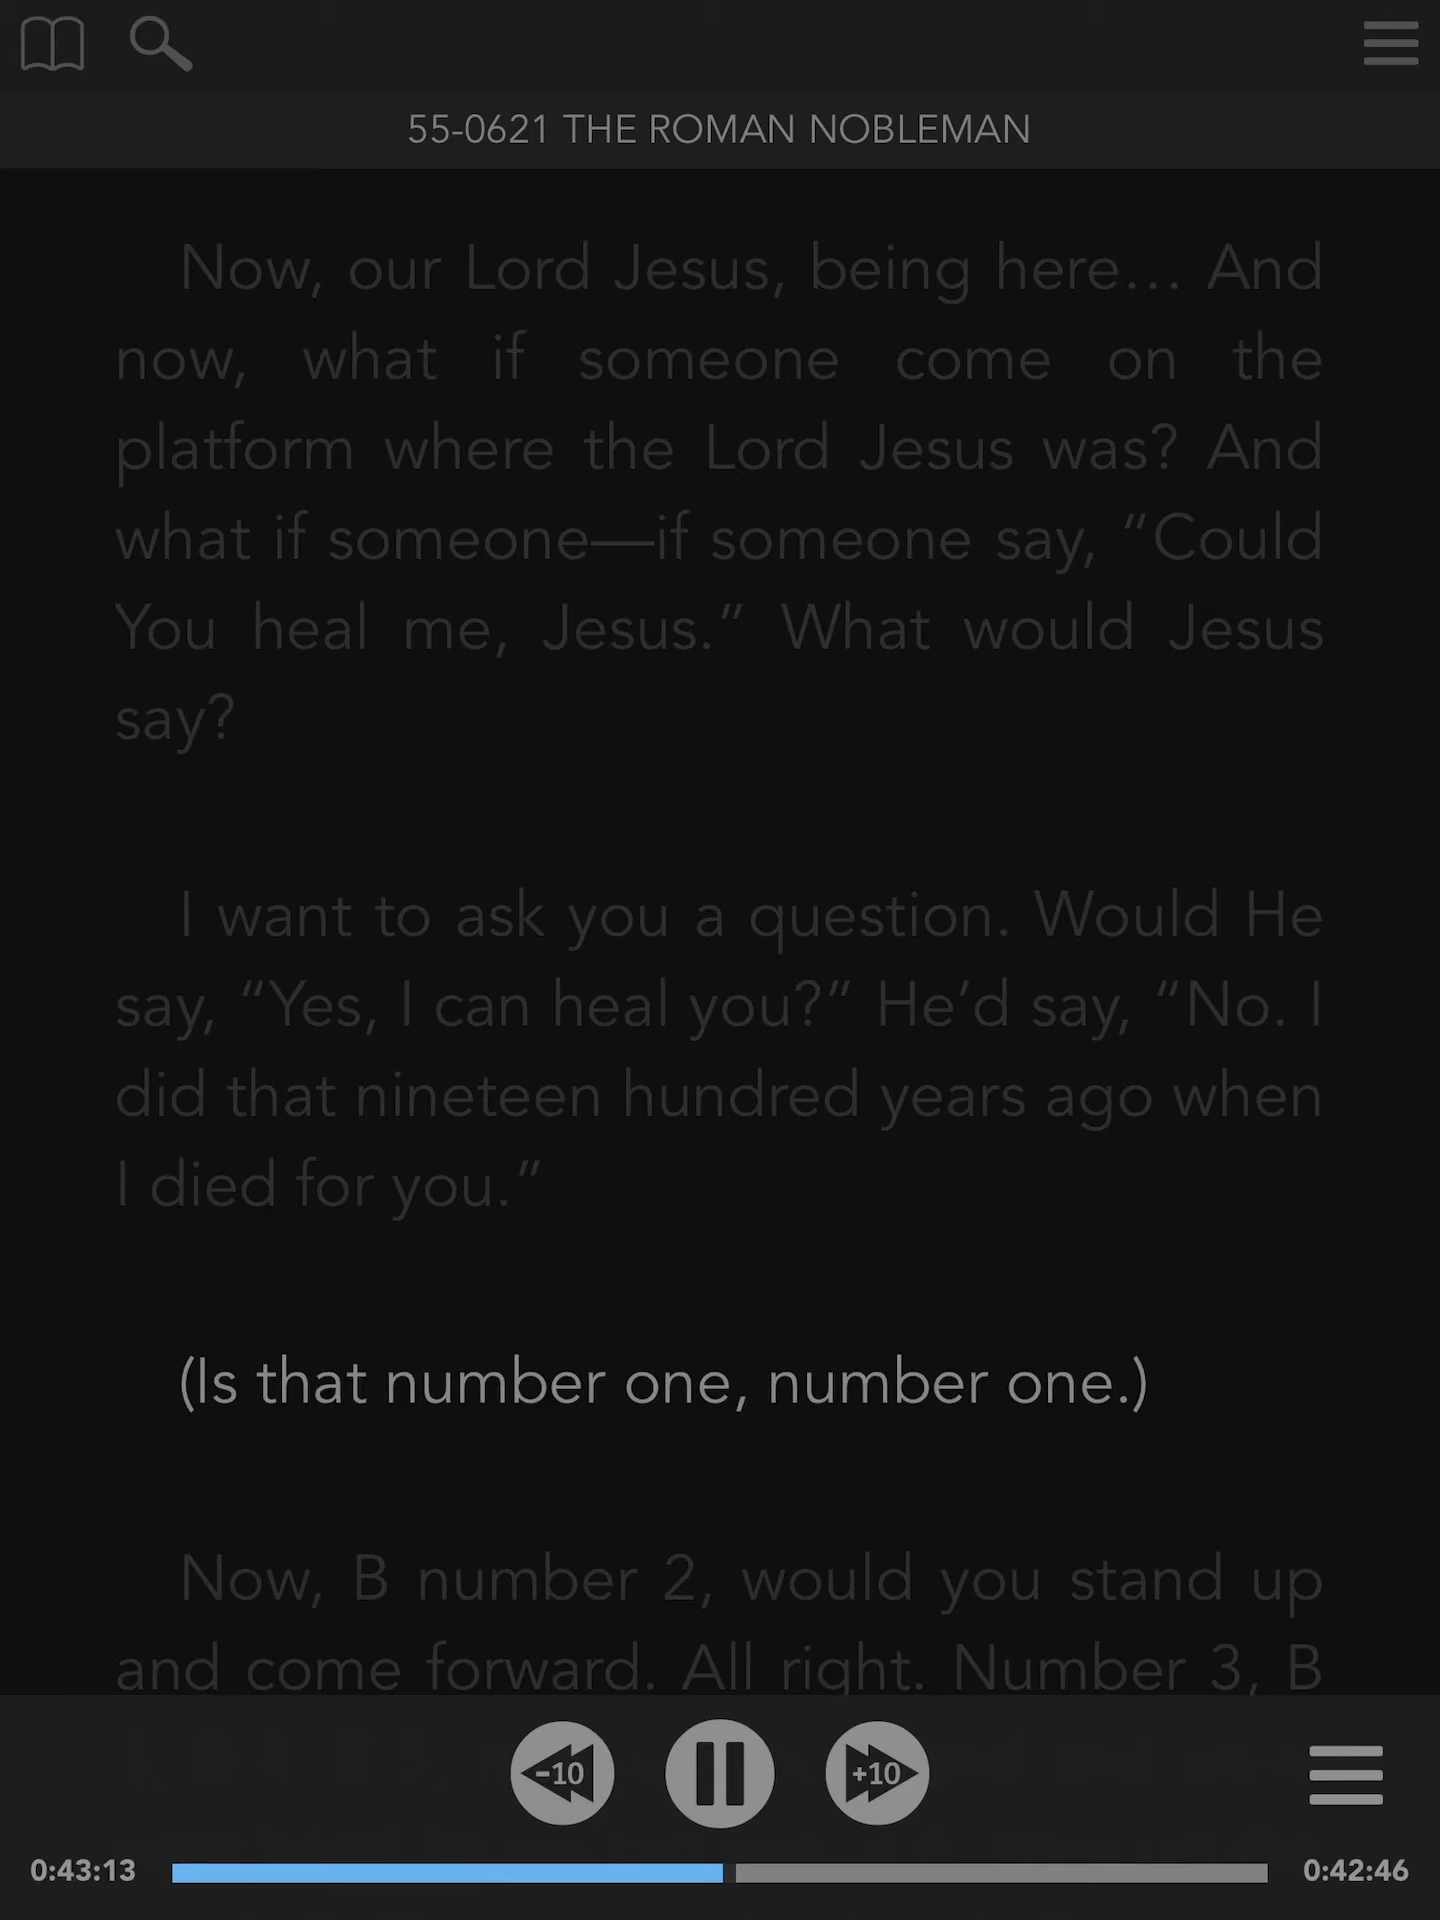 55-0621 THE ROMAN NOBLEMAN
Now, our Lord Jesus, being here… And
now, what if someone come on the
platform where the Lord Jesus was? And
what if someone—if someone say, “Could
You heal me, Jesus.” What would Jesus
say?
I want to ask you a question. Would He
say, “Yes, I can heal you?” He’d say, “No. I
did that nineteen hundred years ago when
I died for you.”
(Is that number one, number one.)
Now, B number 2, would you stand up
and come forward. All right. Number 3, B
-10 +10
0:43:13 0:42:46